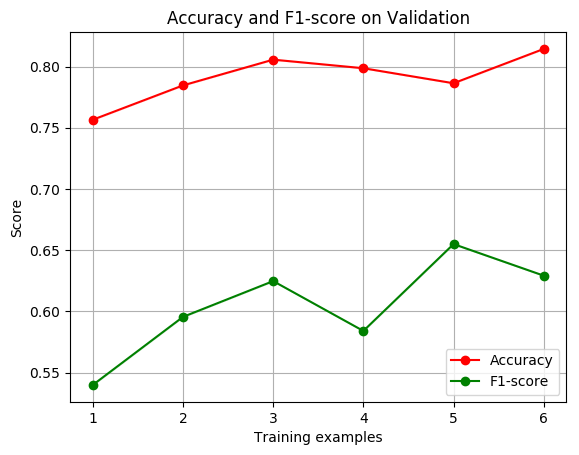 Accuracy and F1-score on Validation
0.80
0.75
0.70
0.65
0.60
0.55
Score
1 2 3 4 5 6
Training examples
Accuracy
F1-score